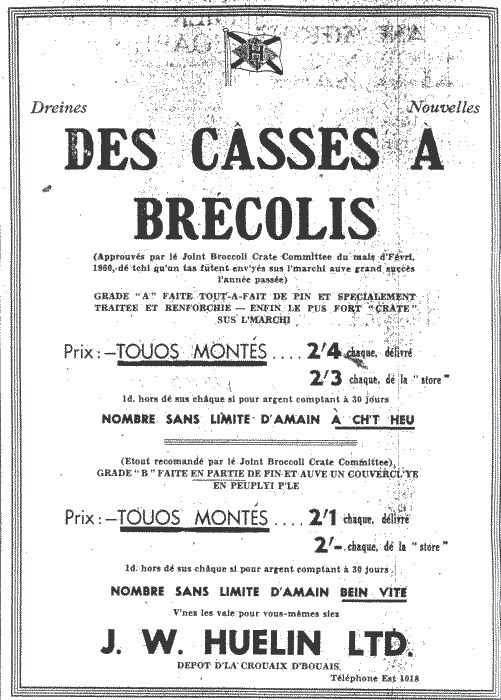 H
Dreines Nouvelles
DES CÂSSES A
BRÉCOLIS
(Approuvés par lé Joint Broccoli Crate Committee du mais d'Févri,
1960, dé tchi qu'un tas fûtent env'yés sus l'marchi auve grand succès
l'année passée)
GRADE "A" FAITE TOUT-A-FAIT DE PIN ET SPECIALEMENT
TRAITEE ET RENFORCHIE — ENFIN LE PUS FORT "CRATE"
SUS L'MARCHI
Prix:—TOUOS MONTÉS .... 2'4 chaque, délivré
2'3 chaque, dé la "store"
1d. hors dé sus châque si pour argent comptant à 30 jours
NOMBRE SANS LIMITE D'AMAIN À CH'T HEU
(Etout recomandé par lé Joint Broccoli Crate Committee),
GRADE "B" FAITE EN PARTIE DE PIN ET AUVE UN COUVERCL'YE
EN PEUPLYI P'LE
Prix:—TOUOS MONTÉS .... 2'1 chaque, délivré
2'- chaque, dé la "store"
1d. hors dé sus châque si pour argent comptant à 30 jours
NOMBRE SANS LIMITE D'AMAIN BEIN VITE
V'nez les vaie pour vous-mêmes siez
J. W. HUELIN LTD.
DEPOT D'LA CROUAIX D'BOUAIS.
Téléphone Est 1018